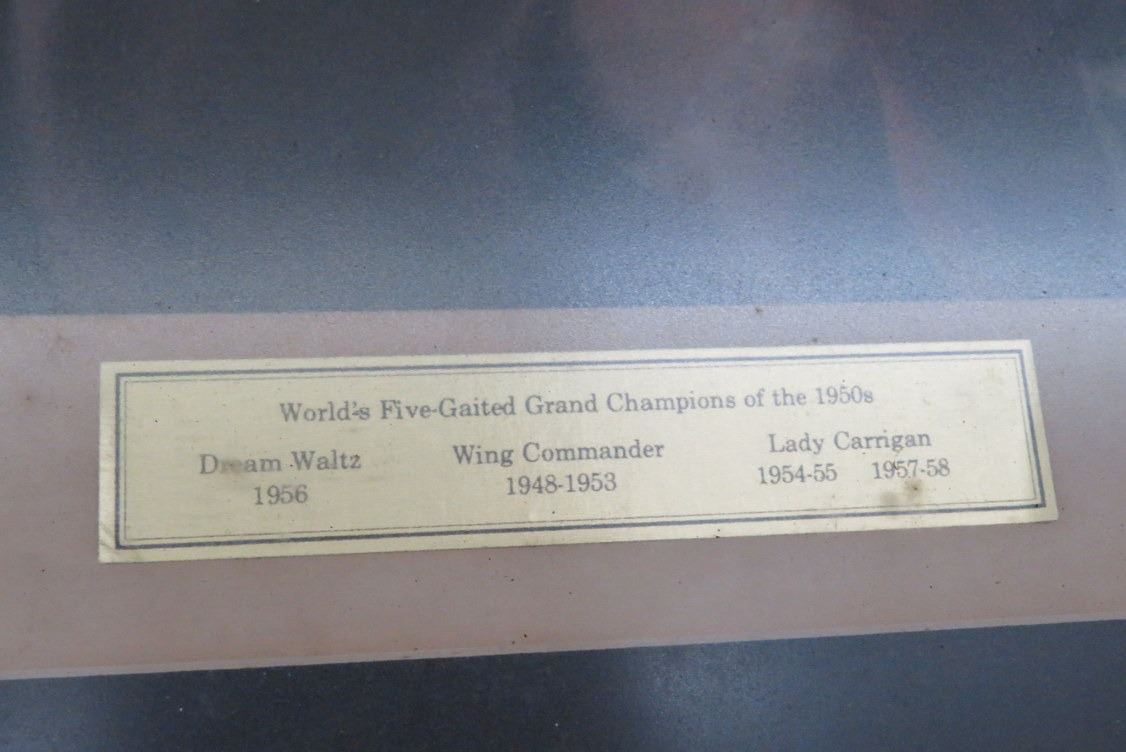 World's Five-Gaited Grand Champions of the 1950s
Dream Waltz Wing Commander Lady Carrigan
1956 1948-1953 1954-55 1957-58